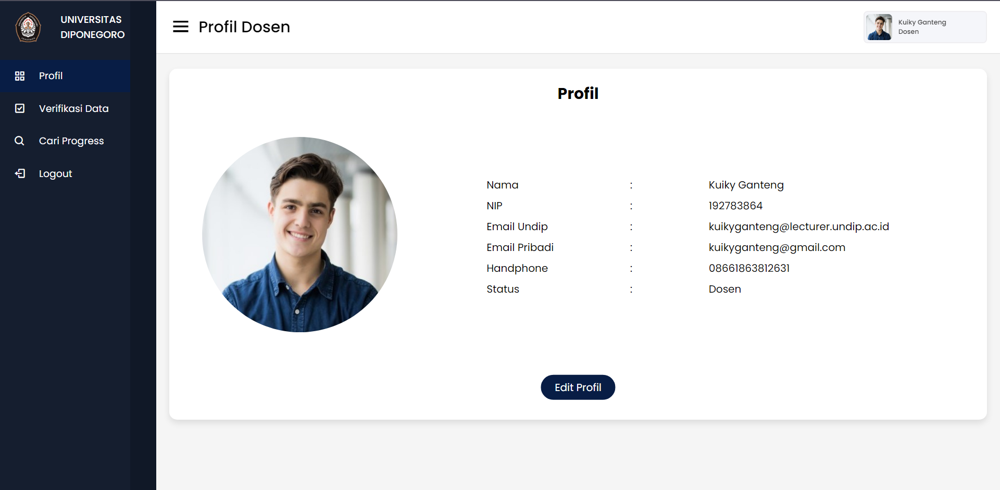 UNIVERSITAS
DIPONEGORO
Profil
Verifikasi Data
Cari Progress
Logout
Profil Dosen
Kuiky Ganteng
Dosen
Profil
Nama : Kuiky Ganteng
NIP : 192783864
Email Undip : kuikyganteng@lecturer.undip.ac.id
Email Pribadi : kuikyganteng@gmail.com
Handphone : 08661863812631
Status : Dosen
Edit Profil